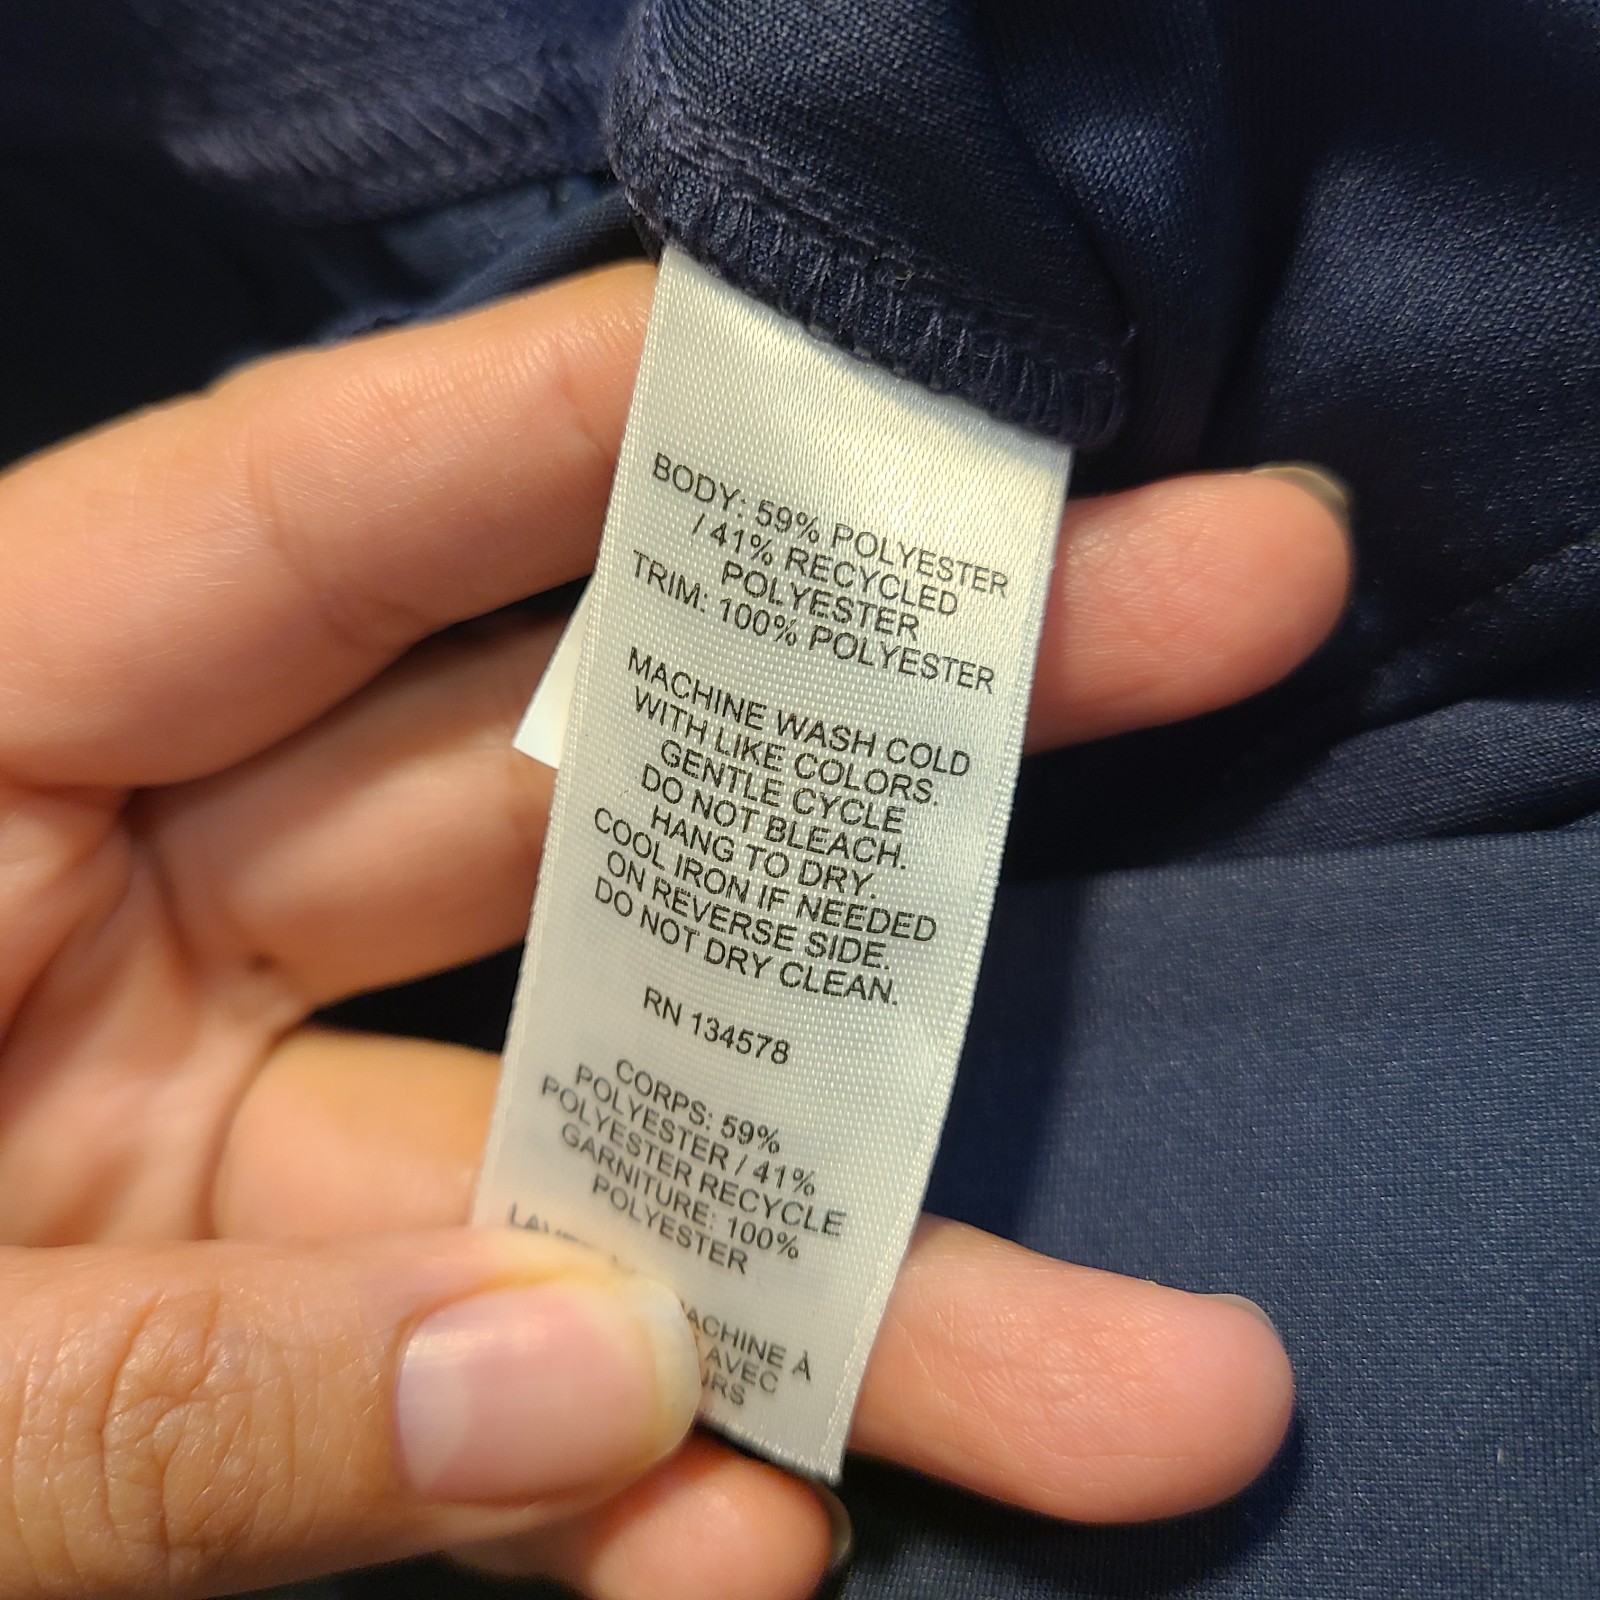 BODY: 59% POLYESTER
/ 41% RECYCLED
POLYESTER
TRIM: 100% POLYESTER
MACHINE WASH COLD
WITH LIKE COLORS.
GENTLE CYCLE
DO NOT BLEACH.
HANG TO DRY.
COOL IRON IF NEEDED
ON REVERSE SIDE.
DO NOT DRY CLEAN.
RN 134578
CORPS: 59%
POLYESTER / 41%
POLYESTER RECYCLE
GARNITURE: 100%
POLYESTER
À
AVEC